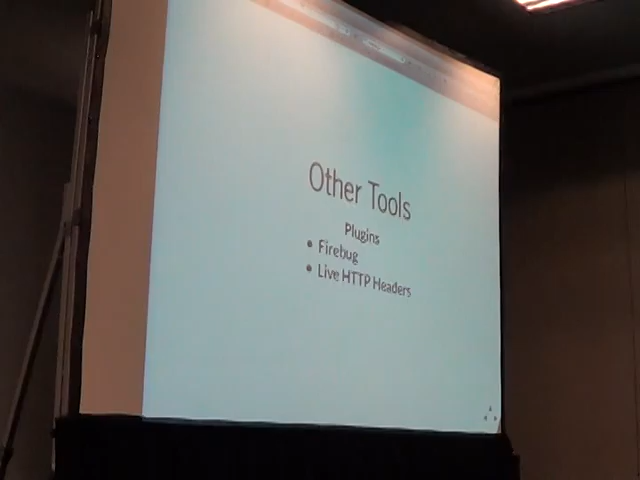 Other Tools
Plugins
• Firebug
• Live HTTP Headers